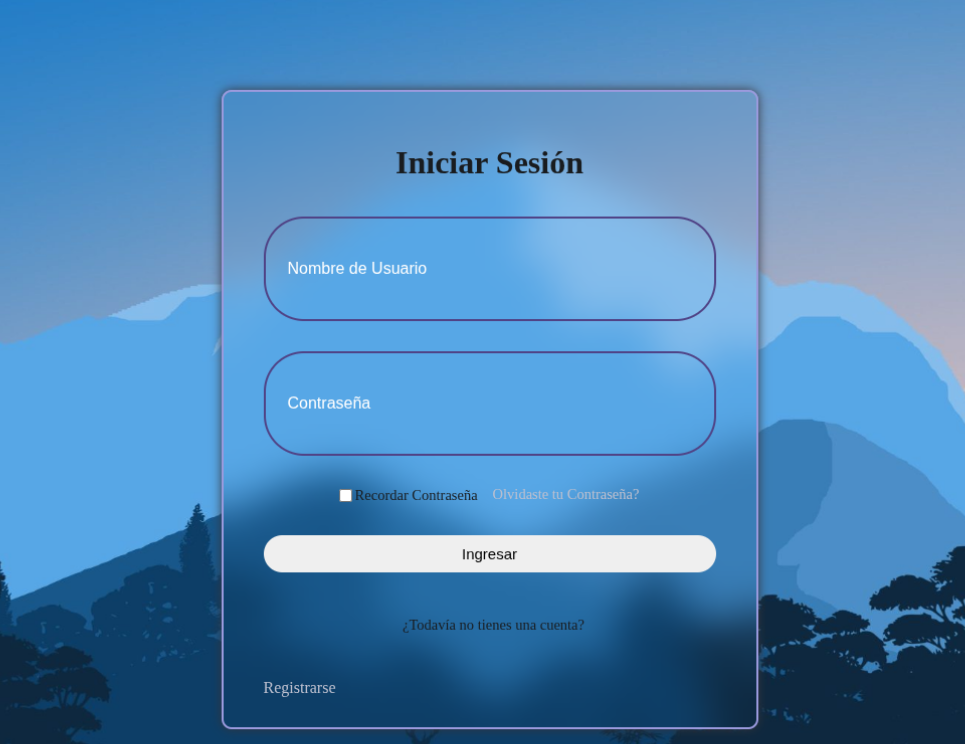 Iniciar Sesión
Nombre de Usuario
Contraseña
Recordar Contraseña Olvidaste tu Contraseña?
Ingresar
¿Todavía no tienes una cuenta?
Registrarse